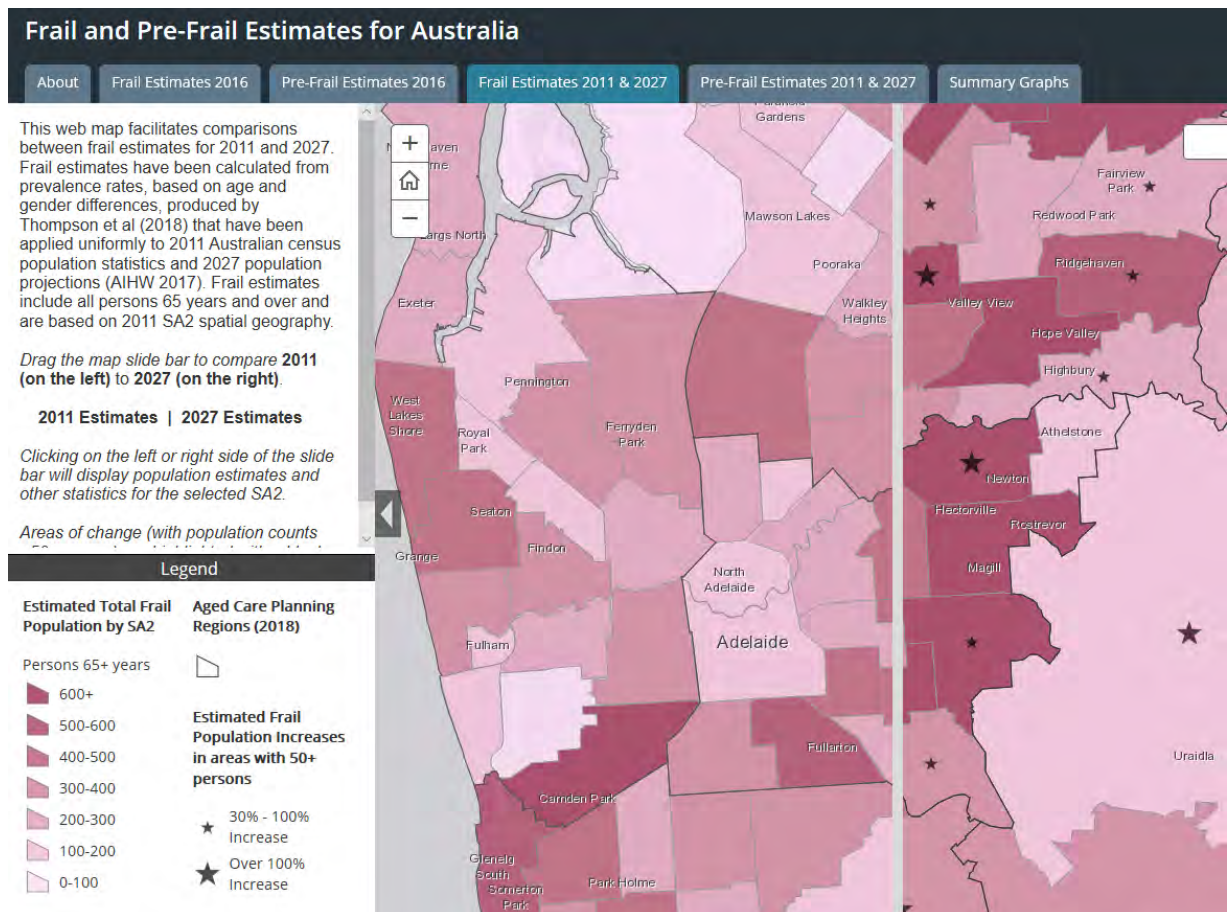 Frail and Pre-Frail Estimates for Australia
About
Frail Estimates 2016
Pre-Frail Estimates 2016
Frail Estimates 2011 & 2027
Pre-Frail Estimates 2011 & 2027
Summary Graphs
This web map facilitates comparisons
between frail estimates for 2011 and 2027.
Frail estimates have been calculated from
prevalence rates, based on age and
gender differences, produced by
Thompson et al (2018) that have been
applied uniformly to 2011 Australian census
population statistics and 2027 population
projections (AIHW 2017). Frail estimates
include all persons 65 years and over and
are based on 2011 SA2 spatial geography.
Drag the map slide bar to compare 2011
(on the left) to 2027 (on the right).
2011 Estimates | 2027 Estimates
Clicking on the left or right side of the slide
bar will display population estimates and
other statistics for the selected SA2.
Areas of change (with population counts
Legend
Estimated Total Frail
Population by SA2
Persons 65+ years
600+
500-600
400-500
300-400
200-300
100-200
0-100
Aged Care Planning
Regions (2018)
Estimated Frail
Population Increases
in areas with 50+
persons
30% - 100%
Increase
Over 100%
Increase
+
−
Gardens
Mawson Lakes
Largs North
Pooraka
Exeter
Walkley
Heights
Pennington
West
Lakes
Shore
Royal
Park
Ferryden
Park
Seaton
Grange
Findon
North
Adelaide
Fulham
Adelaide
Fullarton
Camden Park
Glenelg
South
Somerton
Park
Park Holme
Fairview
Park
Redwood Park
Ridgehaven
Valley View
Hope Valley
Highbury
Athelstone
Newton
Hectorville
Rostrevor
Magill
Uraidla